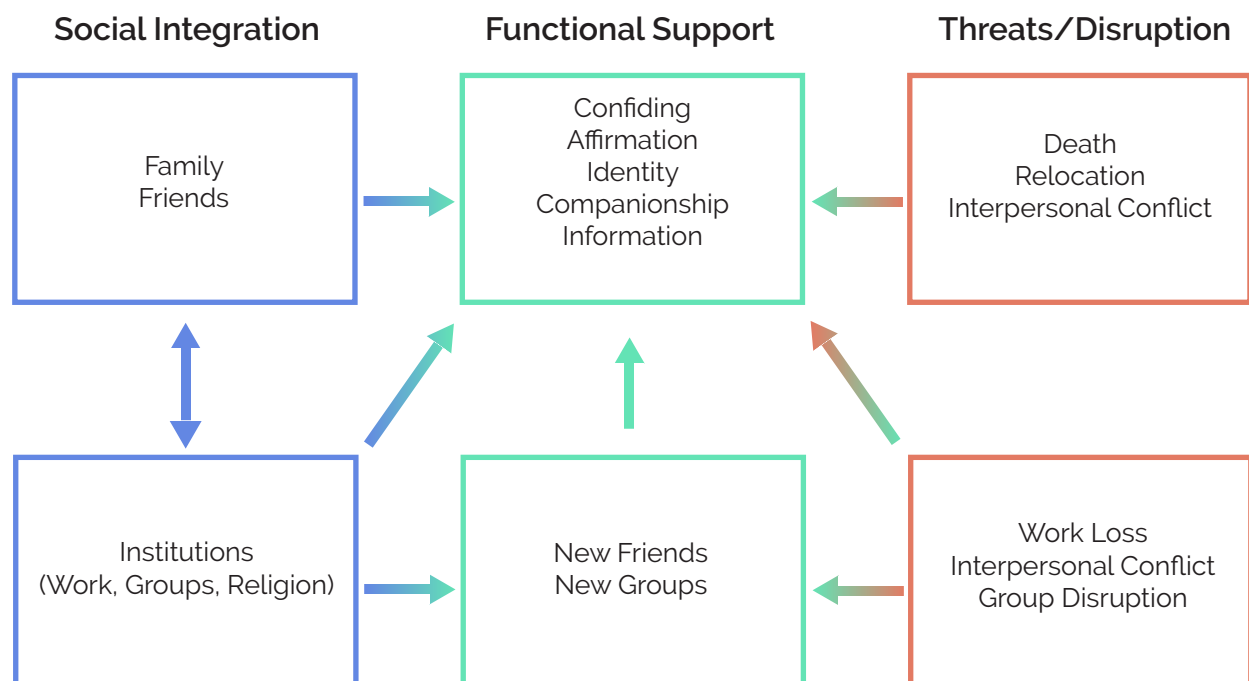 Social Integration
Functional Support
Threats/Disruption
Family
Friends
Confiding
Affirmation
Identity
Companionship
Information
Death
Relocation
Interpersonal Conflict
Institutions
(Work, Groups, Religion)
New Friends
New Groups
Work Loss
Interpersonal Conflict
Group Disruption